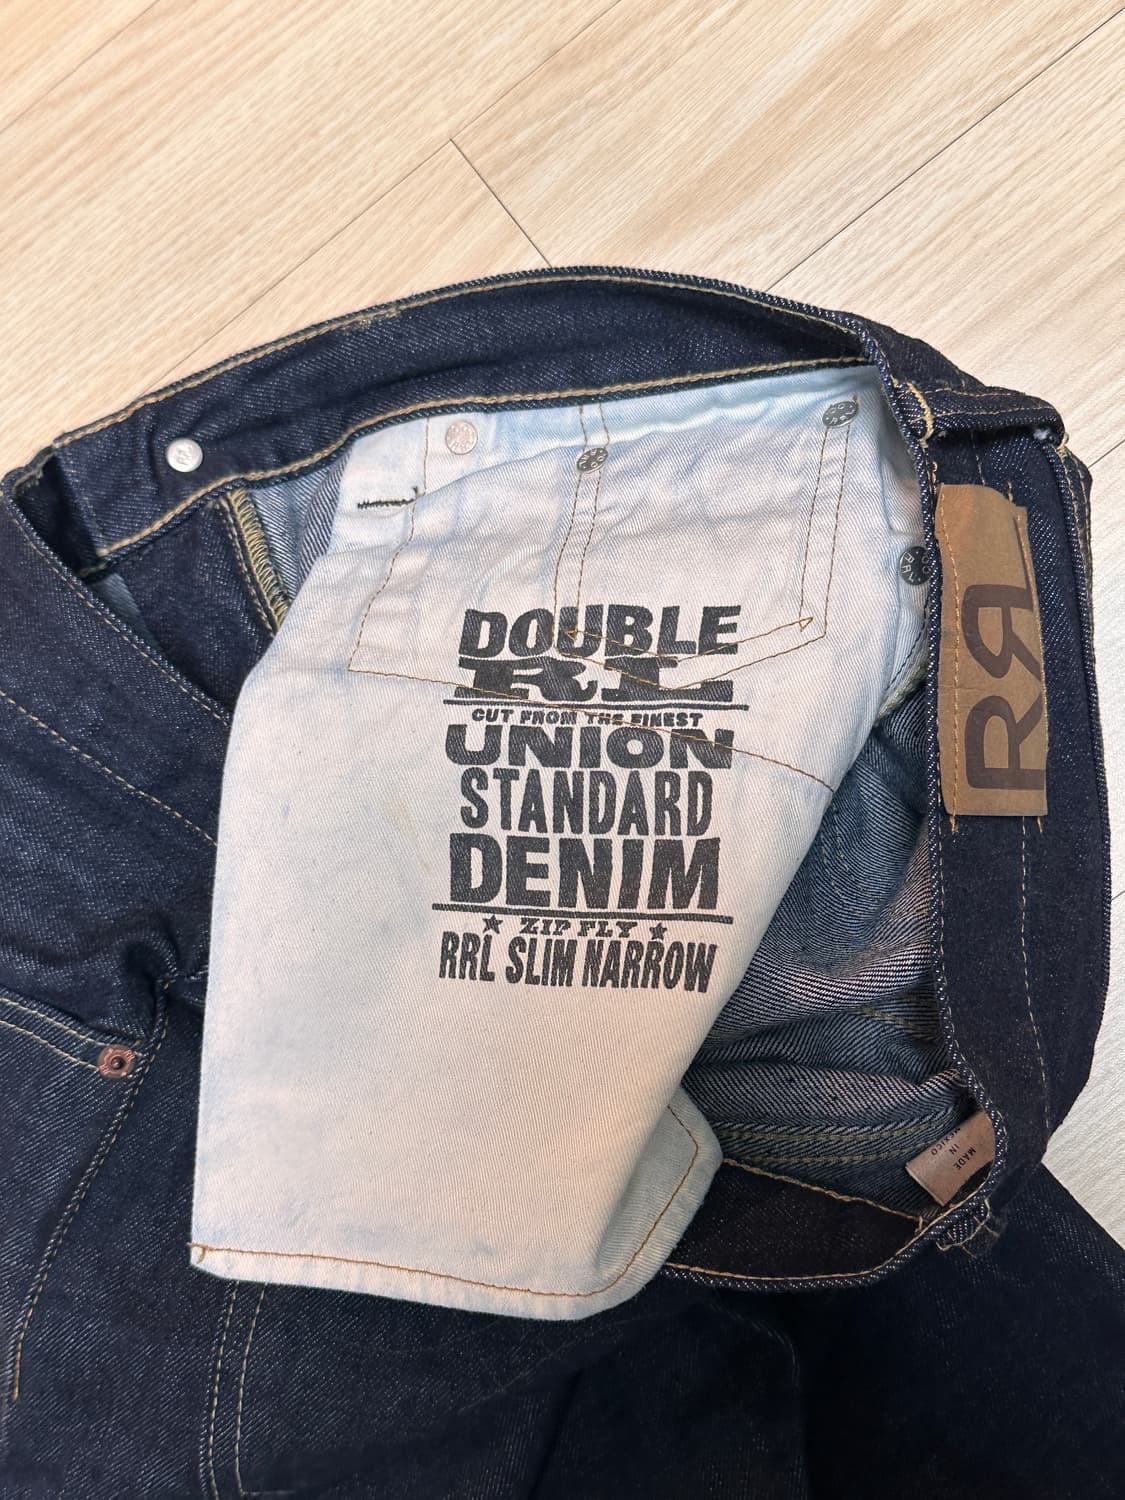 DOUBLE
RL
CUT FROM THE FINEST
UNION
STANDARD
DENIM
★ ZIP FLY ★
RRL SLIM NARROW
RRL
MADE
IN
MEXICO